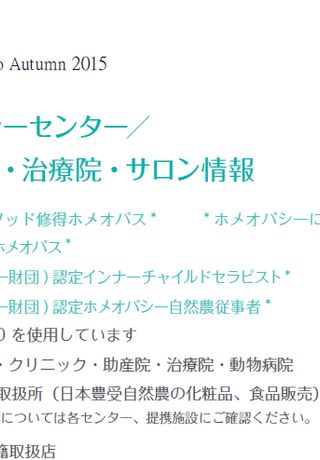 o Autumn 2015
ーセンター／
・治療院・サロン情報
ソッド修得ホメオパス* *ホメオパシーに
ホメオパス*
ー財団）認定インナーチャイルドセラピスト*
ー財団）認定ホメオパシー自然農従事者*
）を使用しています
・クリニック・助産院・治療院・動物病院
取扱所（日本豊受自然農の化粧品、食品販売）
については各センター、提携施設にご確認ください。
籍取扱店